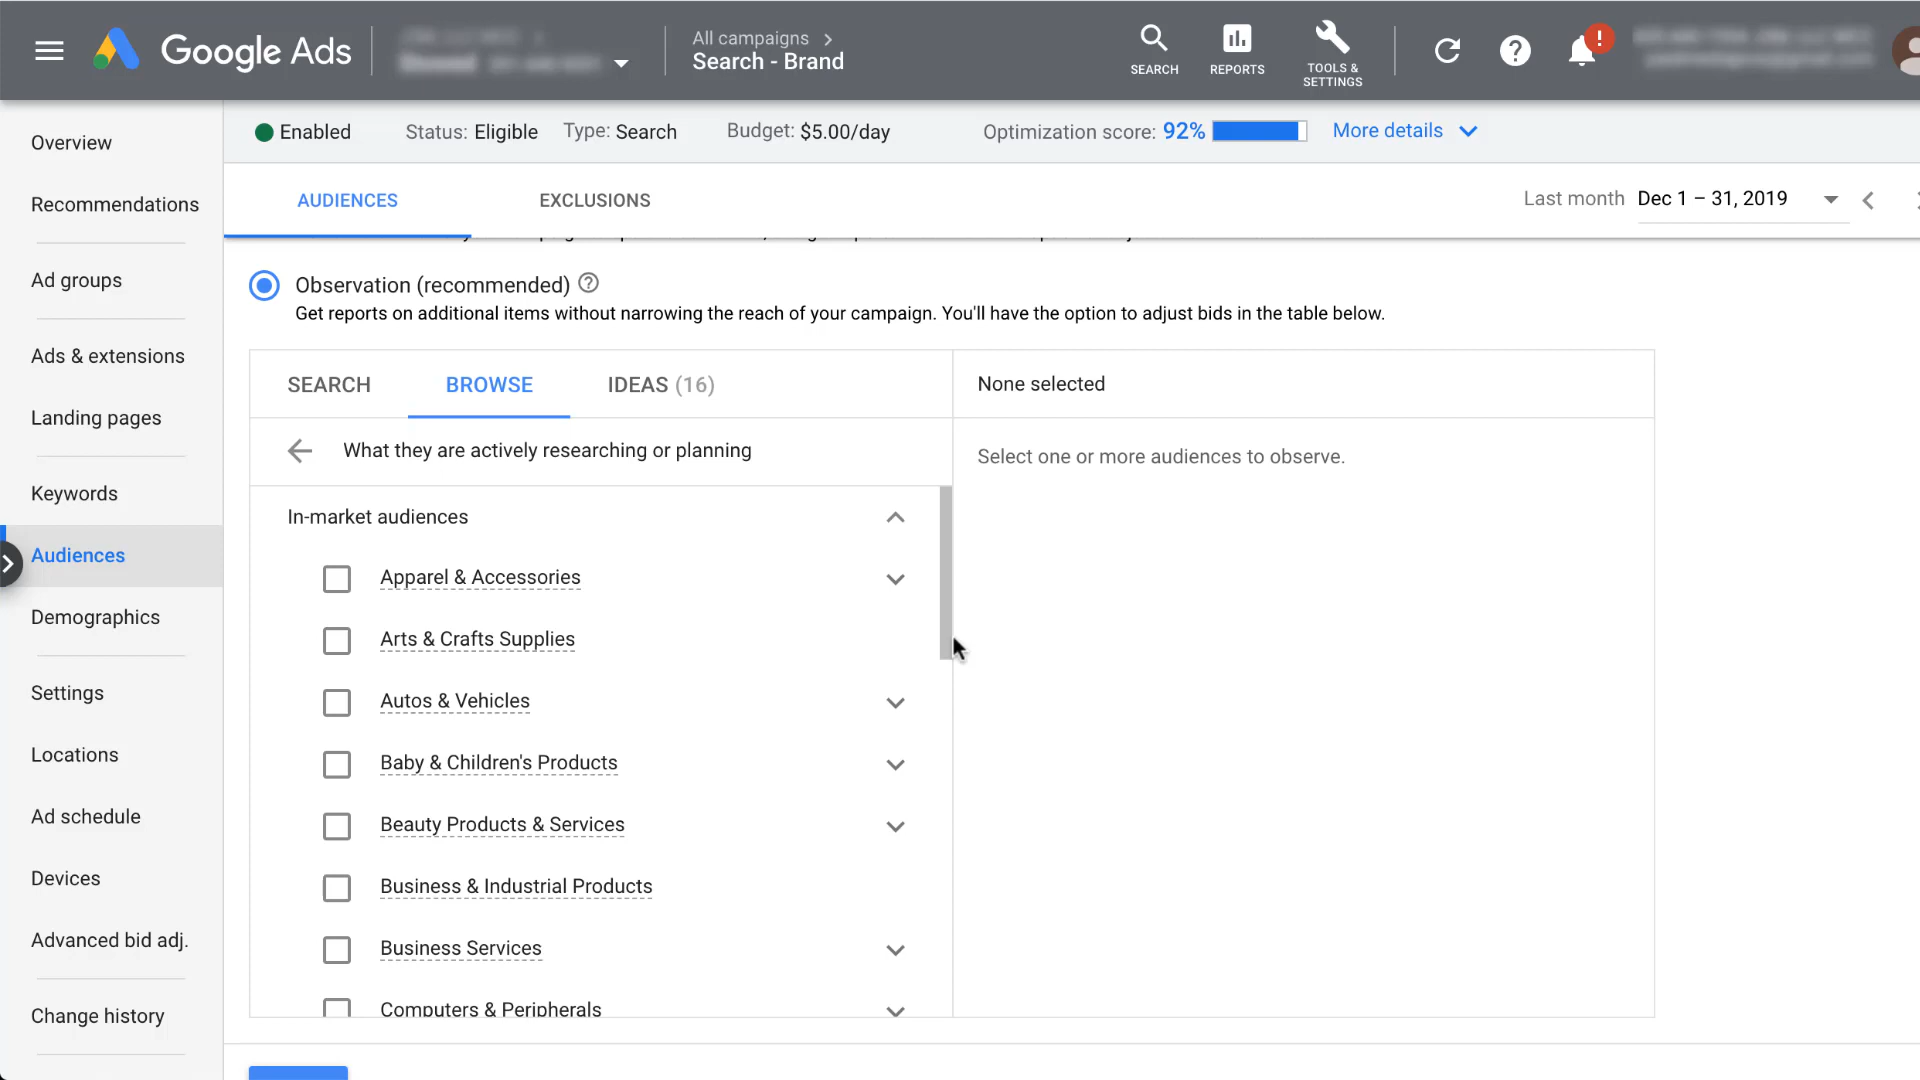 Google Ads
All campaigns >
Search - Brand
SEARCH
REPORTS
TOOLS &
SETTINGS
!
Enabled
Status: Eligible
Type: Search
Budget: $5.00/day
Optimization score: 92%
More details
AUDIENCES
EXCLUSIONS
Last month
Dec 1 – 31, 2019
Overview
Recommendations
Ad groups
Ads & extensions
Landing pages
Keywords
Audiences
Demographics
Settings
Locations
Ad schedule
Devices
Advanced bid adj.
Change history
Observation (recommended) ?
Get reports on additional items without narrowing the reach of your campaign. You'll have the option to adjust bids in the table below.
SEARCH
BROWSE
IDEAS (16)
None selected
What they are actively researching or planning
Select one or more audiences to observe.
In-market audiences
Apparel & Accessories
Arts & Crafts Supplies
Autos & Vehicles
Baby & Children's Products
Beauty Products & Services
Business & Industrial Products
Business Services
Computers & Peripherals